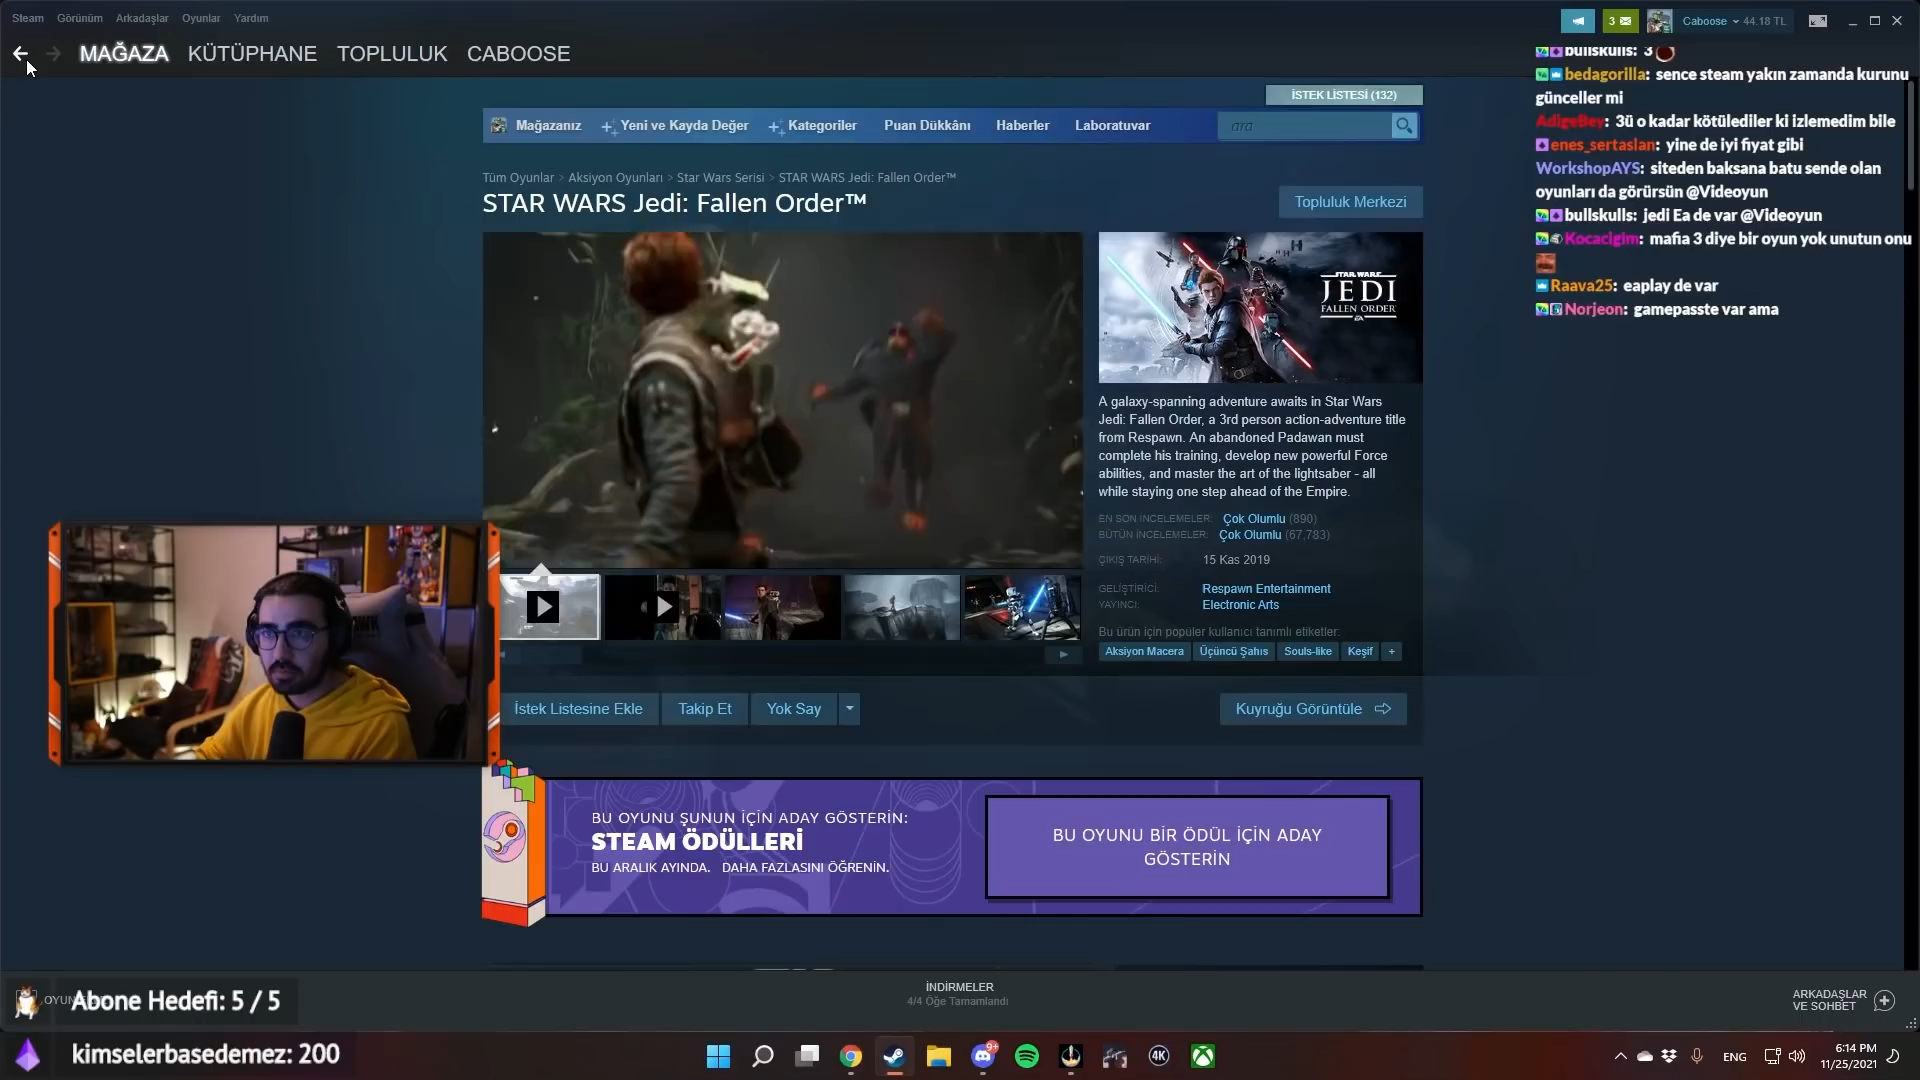 Steam Görünüm Arkadaşlar Oyunlar Yardım
3
Caboose 44.18 TL
MAĞAZA KÜTÜPHANE TOPLULUK CABOOSE
bullskulls: 3
bedagorilla: sence steam yakın zamanda kurunu
günceller mi
AdigeBey: 3ü o kadar kötülediler ki izlemedim bile
enes_sertaslan: yine de iyi fiyat gibi
WorkshopAYS: siteden baksana batu sende olan
oyunları da görürsün @Videoyun
bullskulls: jedi Ea de var @Videoyun
Kocacigim: mafia 3 diye bir oyun yok unutun onu
Raava25: eaplay de var
Norjeon: gamepasste var ama
İSTEK LİSTESİ (132)
Mağazanız Yeni ve Kayda Değer Kategoriler Puan Dükkânı Haberler Laboratuvar
ara
Tüm Oyunlar > Aksiyon Oyunları > Star Wars Serisi > STAR WARS Jedi: Fallen Order™
STAR WARS Jedi: Fallen Order™
Topluluk Merkezi
STAR WARS
JEDI
FALLEN ORDER
EA
A galaxy-spanning adventure awaits in Star Wars
Jedi: Fallen Order, a 3rd person action-adventure title
from Respawn. An abandoned Padawan must
complete his training, develop new powerful Force
abilities, and master the art of the lightsaber - all
while staying one step ahead of the Empire.
EN SON İNCELEMELER: Çok Olumlu (890)
BÜTÜN İNCELEMELER: Çok Olumlu (67,783)
ÇIKIŞ TARİHİ: 15 Kas 2019
GELİŞTİRİCİ: Respawn Entertainment
YAYINCI: Electronic Arts
Bu ürün için popüler kullanıcı tanımlı etiketler:
Aksiyon Macera Üçüncü Şahıs Souls-like Keşif +
İstek Listesine Ekle Takip Et Yok Say
Kuyruğu Görüntüle
BU OYUNU ŞUNUN İÇİN ADAY GÖSTERİN:
STEAM ÖDÜLLERİ
BU ARALIK AYINDA. DAHA FAZLASINI ÖĞRENİN.
BU OYUNU BİR ÖDÜL İÇİN ADAY
GÖSTERİN
Abone Hedefi: 5 / 5
İNDİRMELER
4/4 Öğe Tamamlandı
ARKADAŞLAR
VE SOHBET
kimselerbasedemez: 200
9+
4K
ENG
6:14 PM
11/25/2021